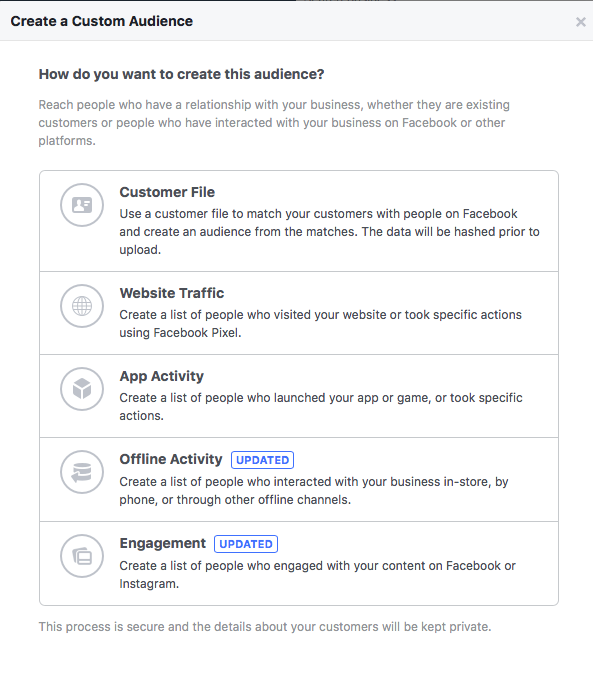 Create a Custom Audience
How do you want to create this audience?
Reach people who have a relationship with your business, whether they are existing
customers or people who have interacted with your business on Facebook or other
platforms.
Customer File
Use a customer file to match your customers with people on Facebook
and create an audience from the matches. The data will be hashed prior to
upload.
Website Traffic
Create a list of people who visited your website or took specific actions
using Facebook Pixel.
App Activity
Create a list of people who launched your app or game, or took specific
actions.
Offline Activity UPDATED
Create a list of people who interacted with your business in-store, by
phone, or through other offline channels.
Engagement UPDATED
Create a list of people who engaged with your content on Facebook or
Instagram.
This process is secure and the details about your customers will be kept private.